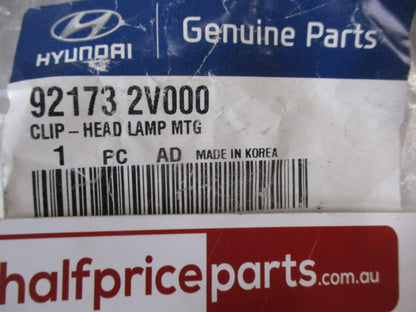 HYUNDAI
Genuine Parts
92173 2V000
CLIP - HEAD LAMP MTG
1 PC AD MADE IN KOREA
halfpriceparts.com.au